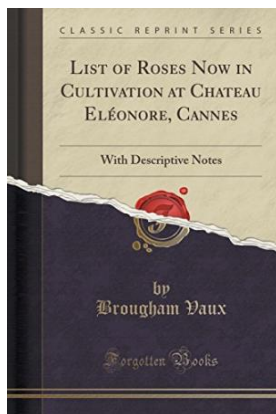 CLASSIC REPRINT SERIES
LIST OF ROSES NOW IN
CULTIVATION AT CHATEAU
ELÉONORE, CANNES
With Descriptive Notes
by
Brougham Vaux
Forgotten Books